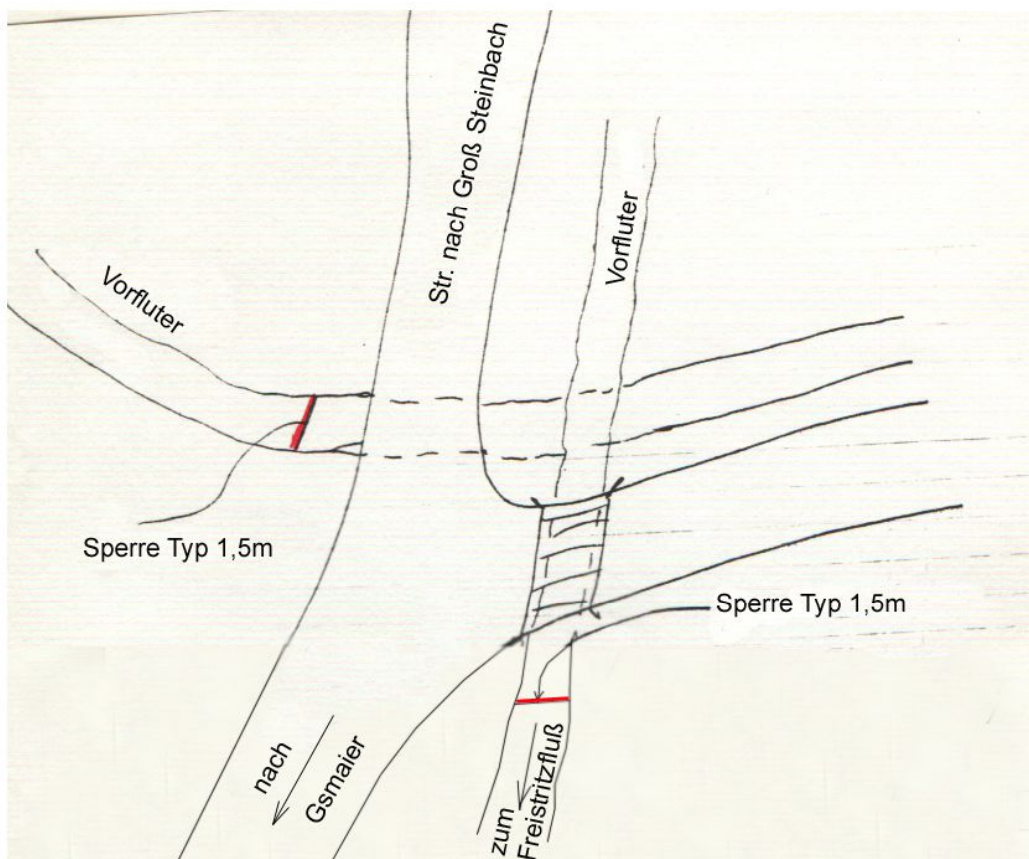 Str. nach Groß Steinbach
Vorfluter
Vorfluter
Sperre Typ 1,5m
Sperre Typ 1,5m
nach
Gsmaier
zum
Freistritzfluß